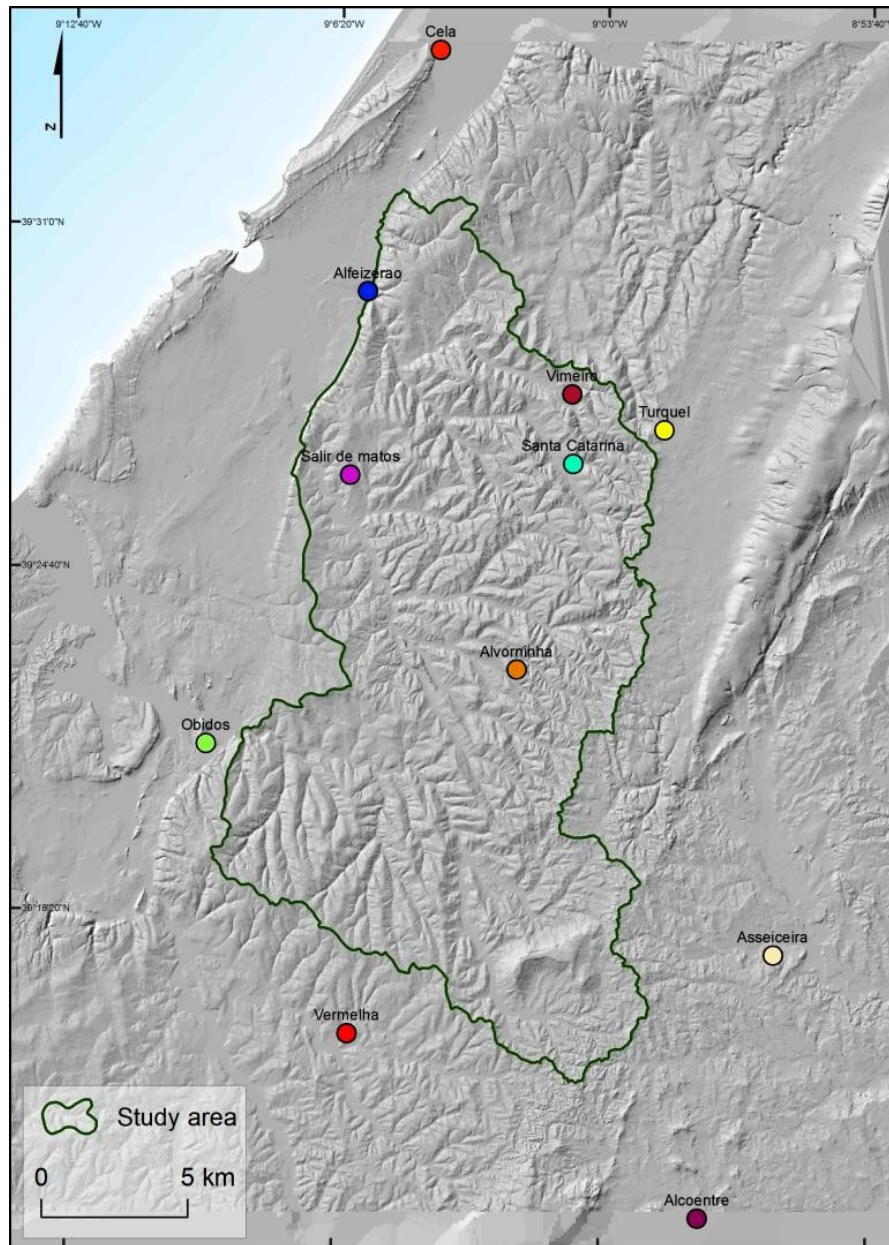 9°12'40"W 9°6'20"W 9°0'0"W 8°53'40"W
Cela
N
39°31'0"N
Alfeizerao
Vimeiro
Turquel
Santa Catarina
Salir de matos
39°24'40"N
Alvorninha
Obidos
39°18'20"N
Asseiceira
Vermelha
Study area
0 5 km
Alcoentre